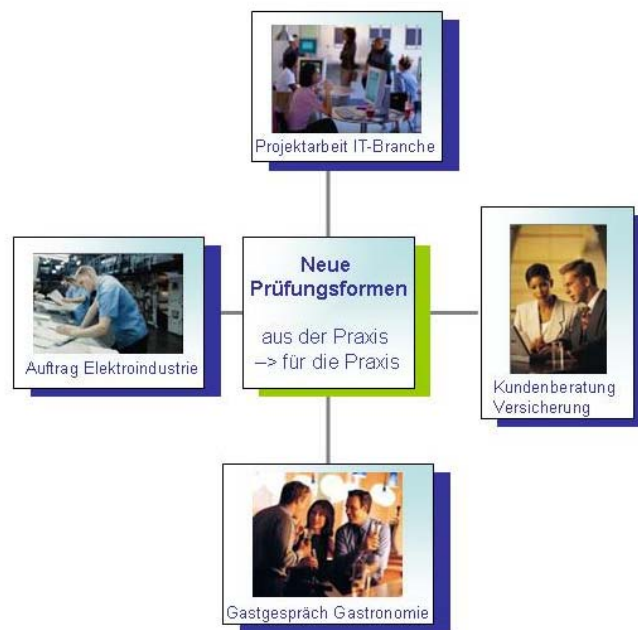 Projektarbeit IT-Branche
Neue
Prüfungsformen
aus der Praxis
–> für die Praxis
Auftrag Elektroindustrie
Kundenberatung
Versicherung
Gastgespräch Gastronomie